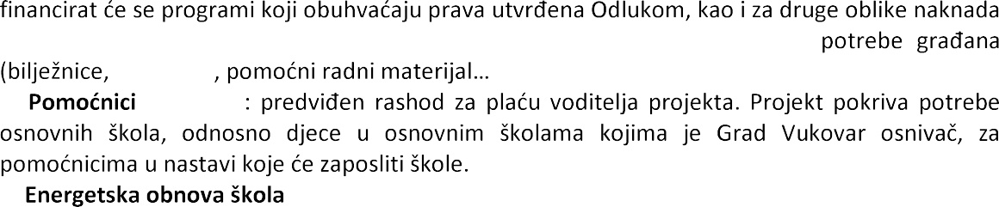 financirat će se programi koji obuhvaćaju prava utvrđena Odlukom, kao i za druge oblike naknada
potrebe građana
(bilježnice, , pomoćni radni materijal...
Pomoćnici : predviđen rashod za plaću voditelja projekta. Projekt pokriva potrebe
osnovnih škola, odnosno djece u osnovnim školama kojima je Grad Vukovar osnivač, za
pomoćnicima u nastavi koje će zaposliti škole.
Energetska obnova škola